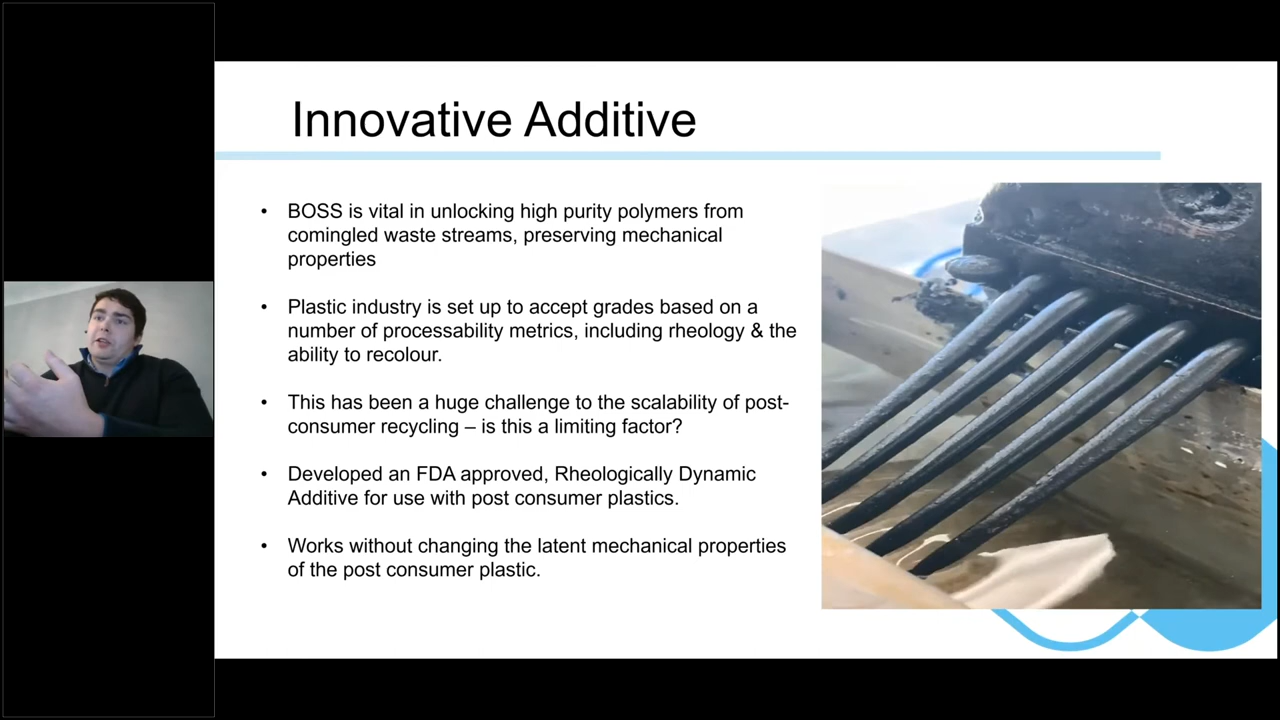 Innovative Additive
• BOSS is vital in unlocking high purity polymers from
comingled waste streams, preserving mechanical
properties
• Plastic industry is set up to accept grades based on a
number of processability metrics, including rheology & the
ability to recolour.
• This has been a huge challenge to the scalability of post-
consumer recycling – is this a limiting factor?
• Developed an FDA approved, Rheologically Dynamic
Additive for use with post consumer plastics.
• Works without changing the latent mechanical properties
of the post consumer plastic.